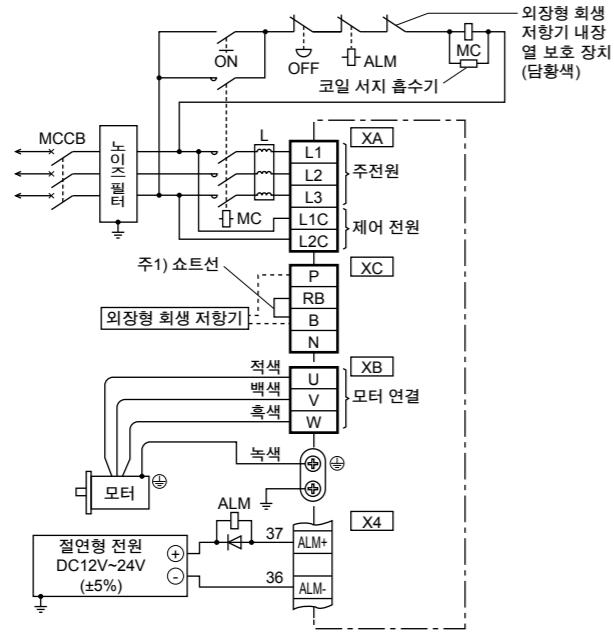 외장형 회생
저항기 내장
열 보호 장치
(담황색)
ON
OFF
ALM
MC
코일 서지 흡수기
MCCB
노이즈 필터
L
MC
XA
L1
L2
L3
L1C
L2C
주전원
제어 전원
주1) 쇼트선
외장형 회생 저항기
XC
P
RB
B
N
적색
백색
흑색
녹색
XB
U
V
W
모터 연결
모터
ALM
절연형 전원
DC12V~24V
(±5%)
+
-
37
36
X4
ALM+
ALM-